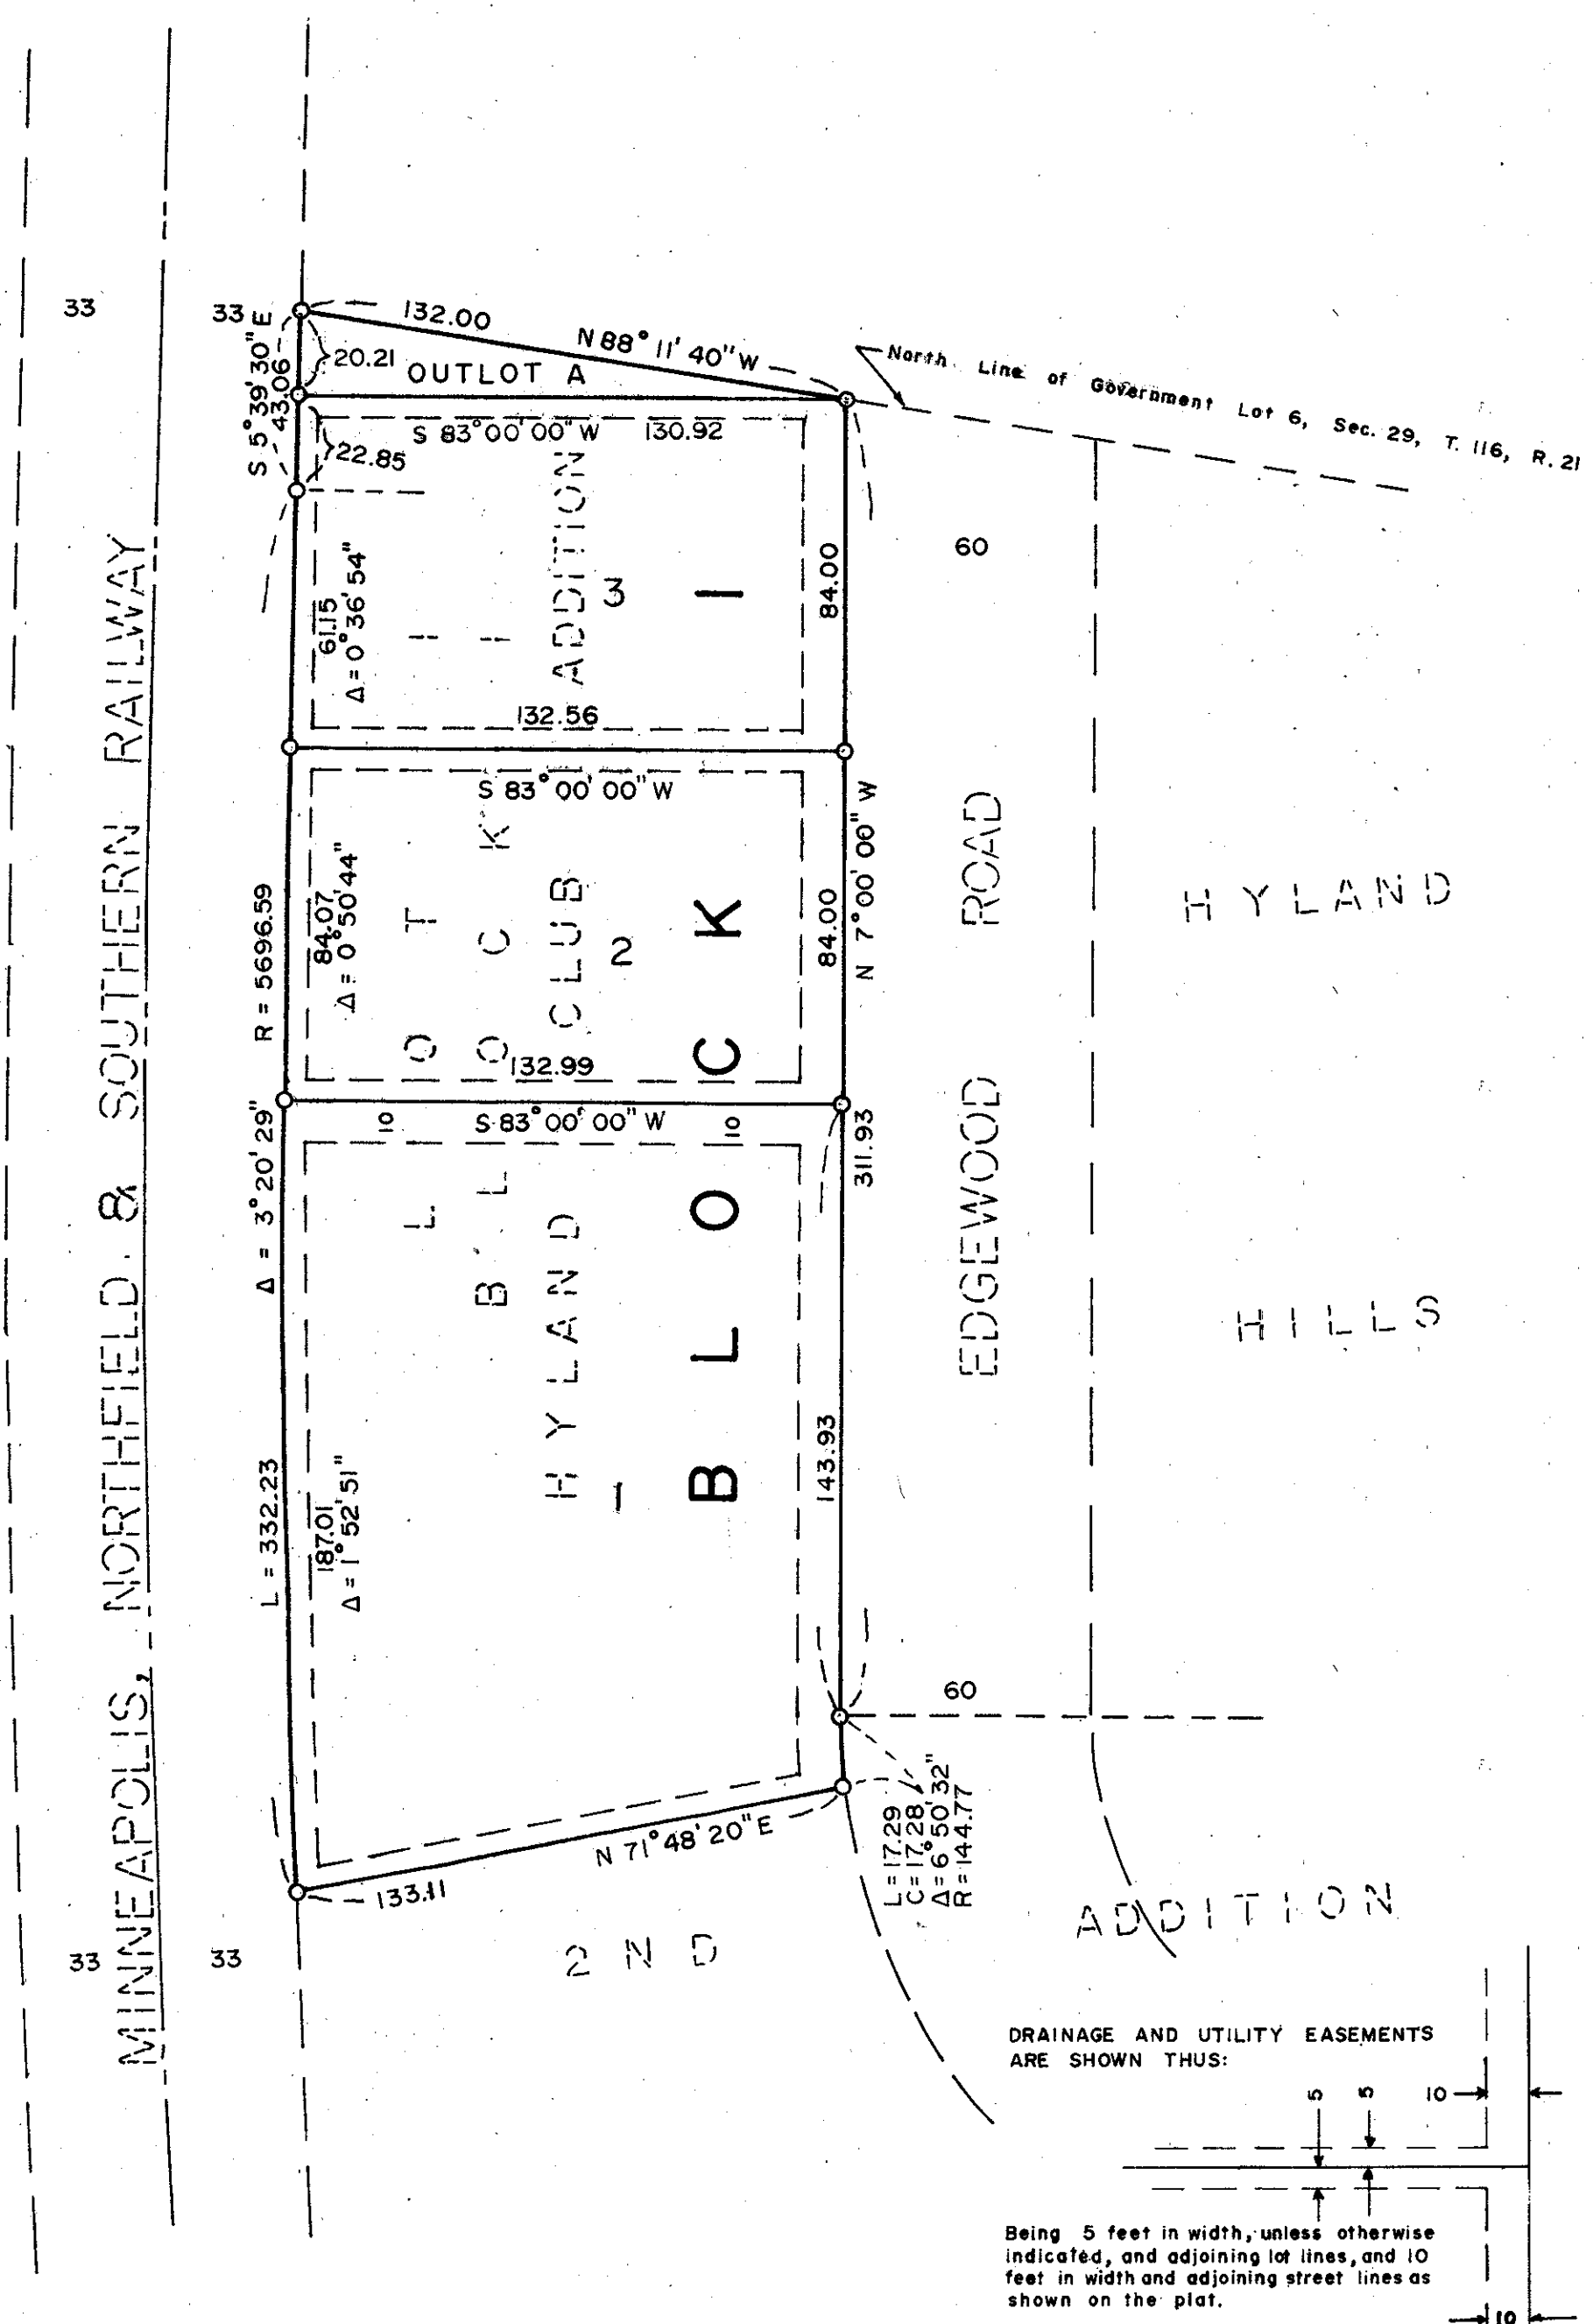 33
33
S 5° 39' 30" E
43.06
20.21
132.00
N 88° 11' 40" W
OUTLOT A
North Line of Government Lot 6, Sec. 29, T. 116, R. 21
S 83° 00' 00" W 130.92
22.85
61.15
Δ = 0° 36' 54"
3
84.00
60
132.56
S 83° 00' 00" W
R = 5696.59
84.07
Δ = 0° 50' 44"
2
84.00
N 7° 00' 00" W
132.99
S 83° 00' 00" W
10
10
311.93
Δ = 3° 20' 29"
L = 332.23
187.01
Δ = 1° 52' 51"
1
143.93
BLOCK 1
LOT 1
BLOCK 1
HYLAND CLUB ADDITION
MINNEAPOLIS, NORTHFIELD & SOUTHERN RAILWAY
EDGEWOOD ROAD
HYLAND
HILLS
60
L = 17.29
C = 17.28
Δ = 6° 50' 32"
R = 144.77
N 71° 48' 20" E
133.11
33
33
2ND
ADDITION
DRAINAGE AND UTILITY EASEMENTS
ARE SHOWN THUS:
5
5
10
Being 5 feet in width, unless otherwise
indicated, and adjoining lot lines, and 10
feet in width and adjoining street lines as
shown on the plat.
10